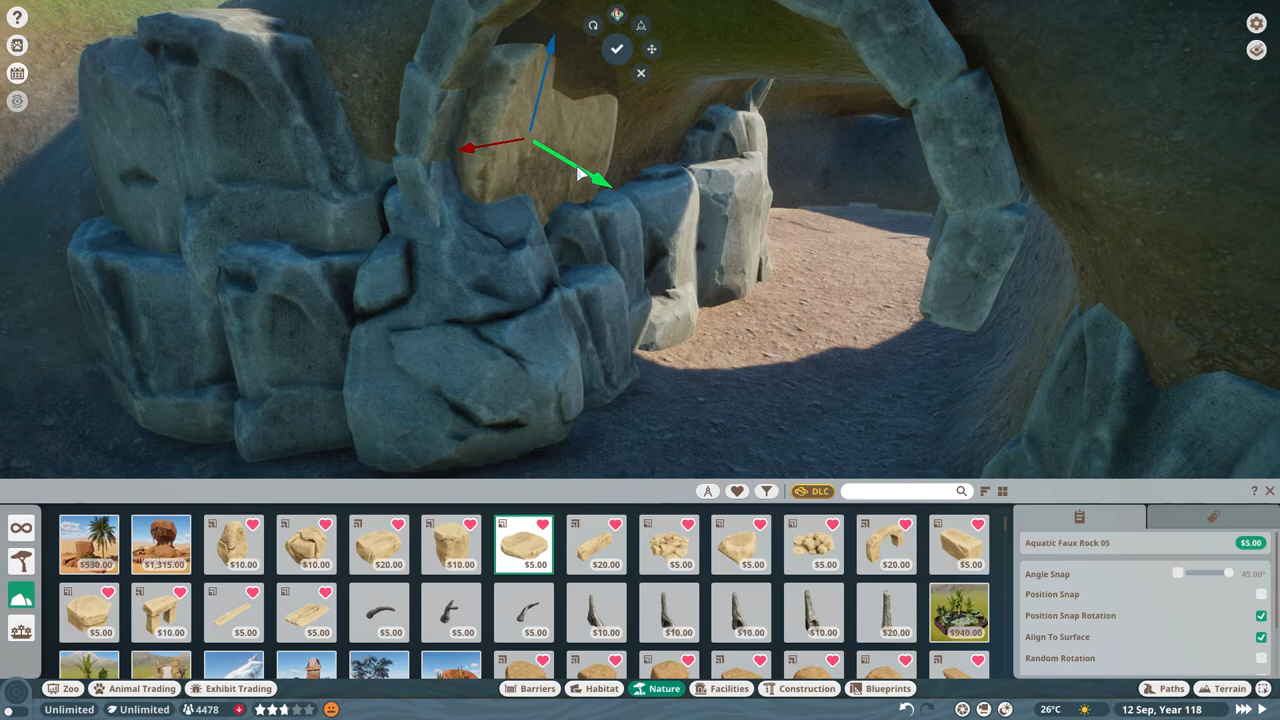 DLC
?
$530.00 $1,315.00 $10.00 $10.00 $20.00 $10.00 $5.00 $20.00 $5.00 $5.00 $5.00 $20.00 $5.00
$5.00 $10.00 $5.00 $5.00 $5.00 $5.00 $5.00 $10.00 $10.00 $10.00 $10.00 $20.00 $940.00
Aquatic Faux Rock 05 $5.00
Angle Snap 45.00°
Position Snap
Position Snap Rotation
Align To Surface
Random Rotation
Zoo Animal Trading Exhibit Trading Barriers Habitat Nature Facilities Construction Blueprints Paths Terrain
Unlimited Unlimited 4478 26°C 12 Sep, Year 118